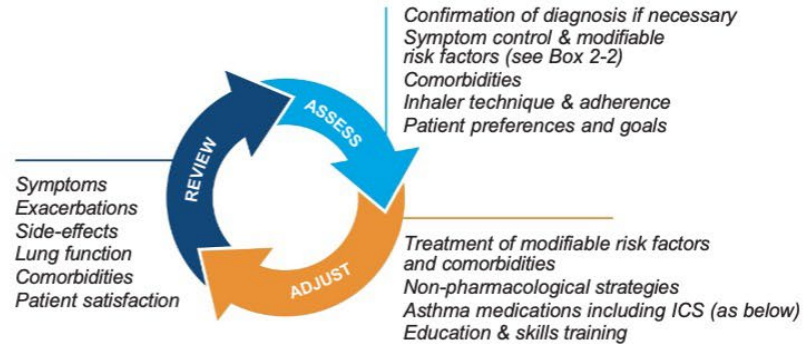 Confirmation of diagnosis if necessary
Symptom control & modifiable
risk factors (see Box 2-2)
Comorbidities
Inhaler technique & adherence
Patient preferences and goals
ASSESS
REVIEW
Symptoms
Exacerbations
Side-effects
Lung function
Comorbidities
Patient satisfaction
ADJUST
Treatment of modifiable risk factors
and comorbidities
Non-pharmacological strategies
Asthma medications including ICS (as below)
Education & skills training